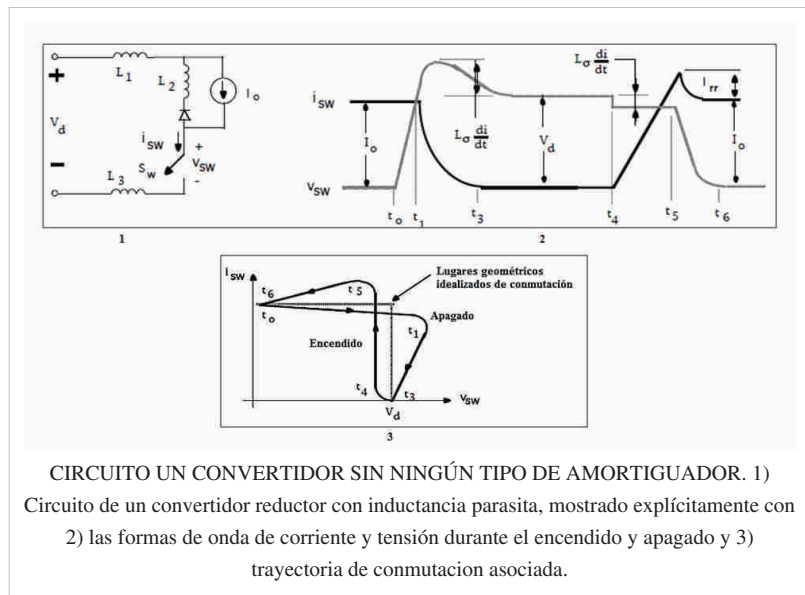 L1
L2
Io
+
Vd
iSW
+
Sw
VSW
-
L3
1
Lσ di/dt
Lσ di/dt
Irr
iSW
Io
Vd
Io
VSW
to
t1
t3
t4
t5
t6
2
iSW
t6
to
t5
Lugares geométricos
idealizados de conmutación
Apagado
t1
Encendido
t4
t3
Vd
VSW
3
CIRCUITO UN CONVERTIDOR SIN NINGÚN TIPO DE AMORTIGUADOR. 1)
Circuito de un convertidor reductor con inductancia parasita, mostrado explícitamente con
2) las formas de onda de corriente y tensión durante el encendido y apagado y 3)
trayectoria de conmutacion asociada.